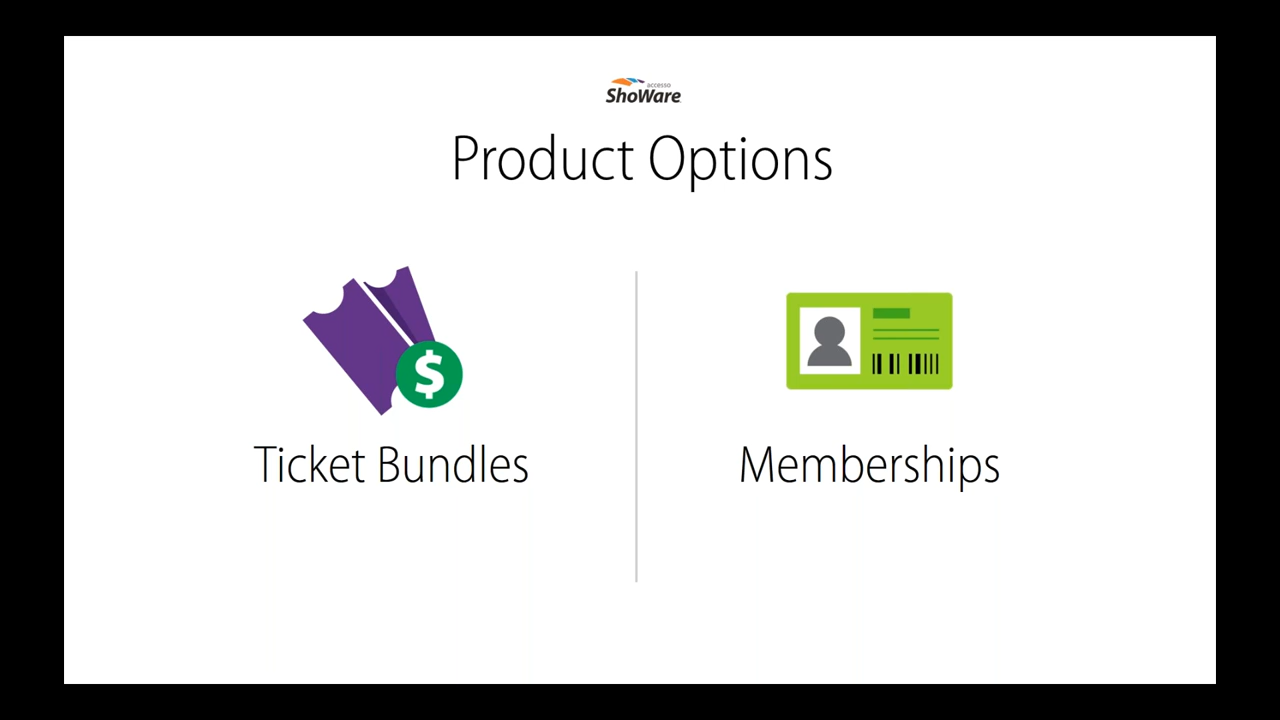 accesso
ShoWare
Product Options
$
Ticket Bundles
Memberships